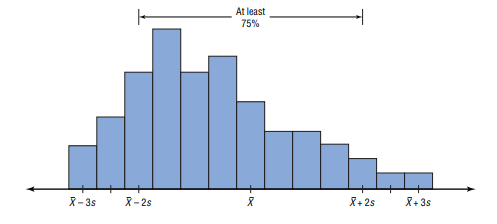 At least
75%
X̄ – 3s X̄ – 2s X̄ X̄ + 2s X̄ + 3s